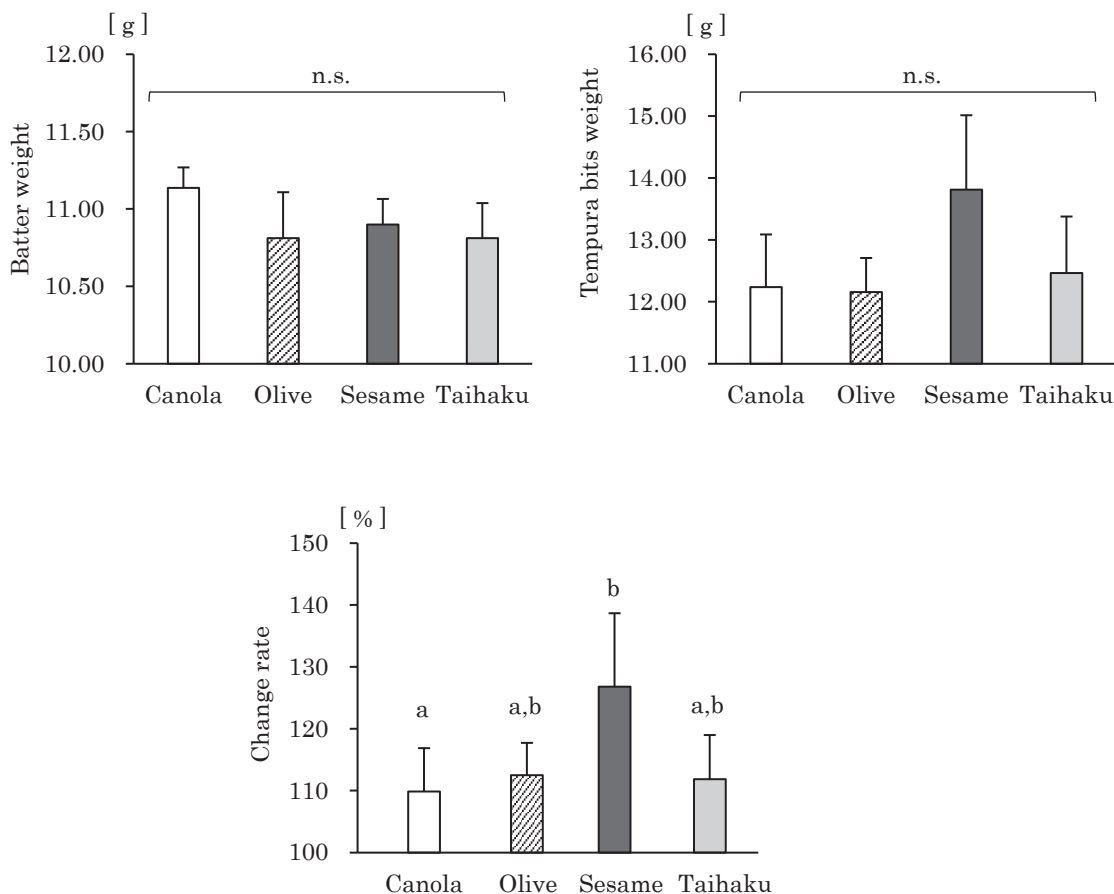 [ g ]
12.00
11.50
11.00
10.50
10.00
Batter weight
n.s.
Canola Olive Sesame Taihaku
[ g ]
16.00
15.00
14.00
13.00
12.00
11.00
Tempura bits weight
n.s.
Canola Olive Sesame Taihaku
[ % ]
150
140
130
120
110
100
Change rate
a a,b b a,b
Canola Olive Sesame Taihaku